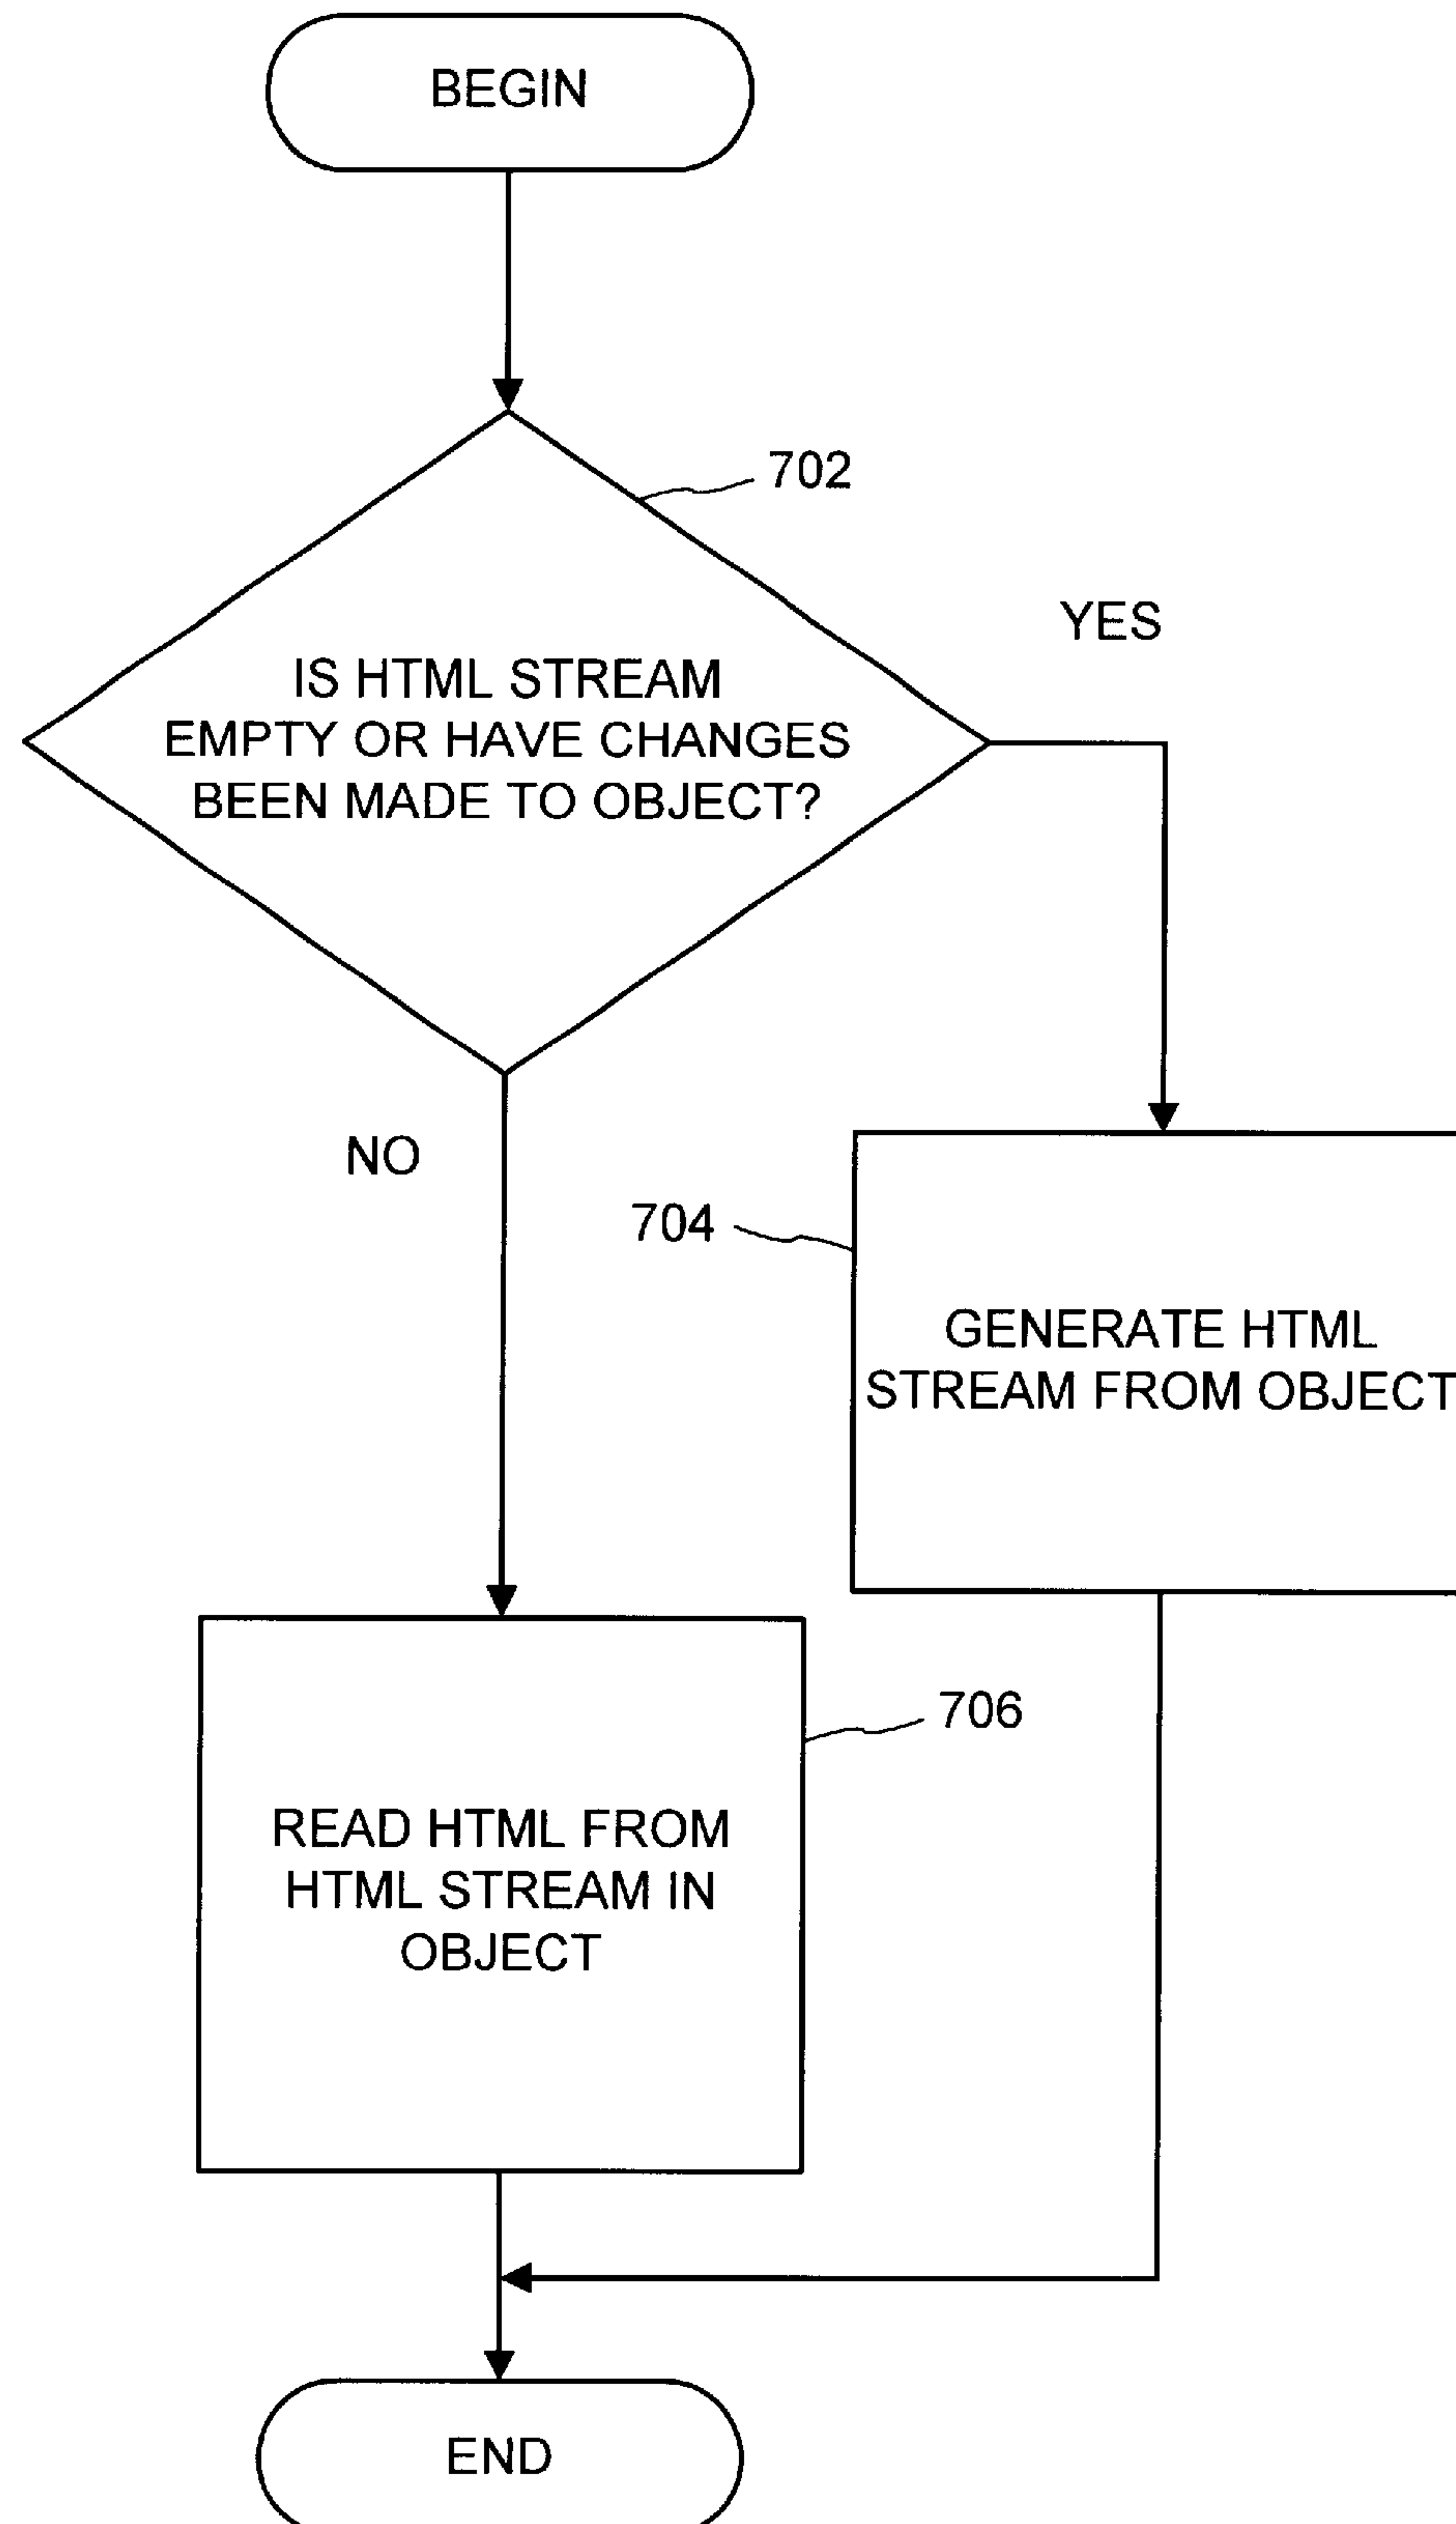 BEGIN
702
IS HTML STREAM
EMPTY OR HAVE CHANGES
BEEN MADE TO OBJECT?
YES
NO
704
GENERATE HTML
STREAM FROM OBJECT
706
READ HTML FROM
HTML STREAM IN
OBJECT
END